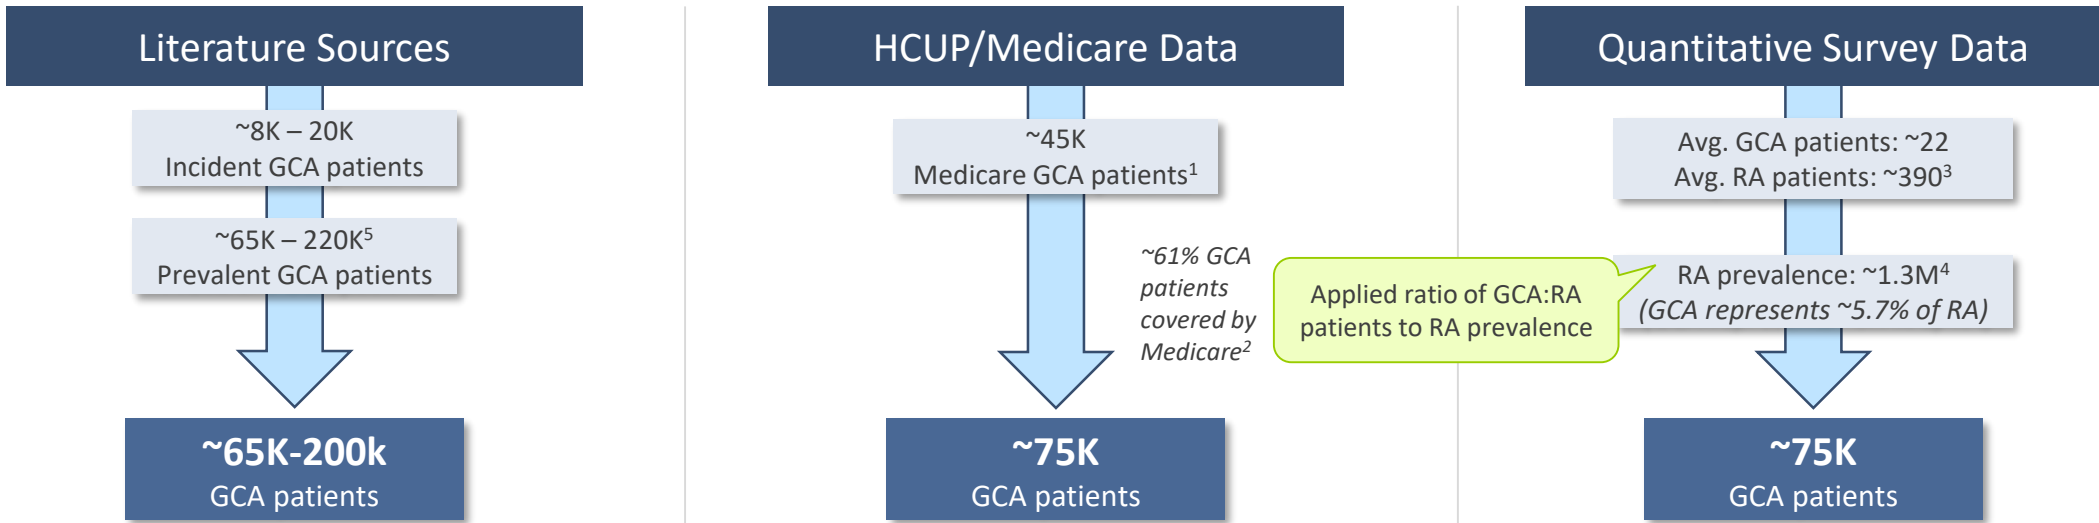 Literature Sources
~8K – 20K
Incident GCA patients
~65K – 220K⁵
Prevalent GCA patients
~65K-200k
GCA patients
HCUP/Medicare Data
~45K
Medicare GCA patients¹
~61% GCA
patients
covered by
Medicare²
~75K
GCA patients
Quantitative Survey Data
Avg. GCA patients: ~22
Avg. RA patients: ~390³
Applied ratio of GCA:RA
patients to RA prevalence
RA prevalence: ~1.3M⁴
(GCA represents ~5.7% of RA)
~75K
GCA patients